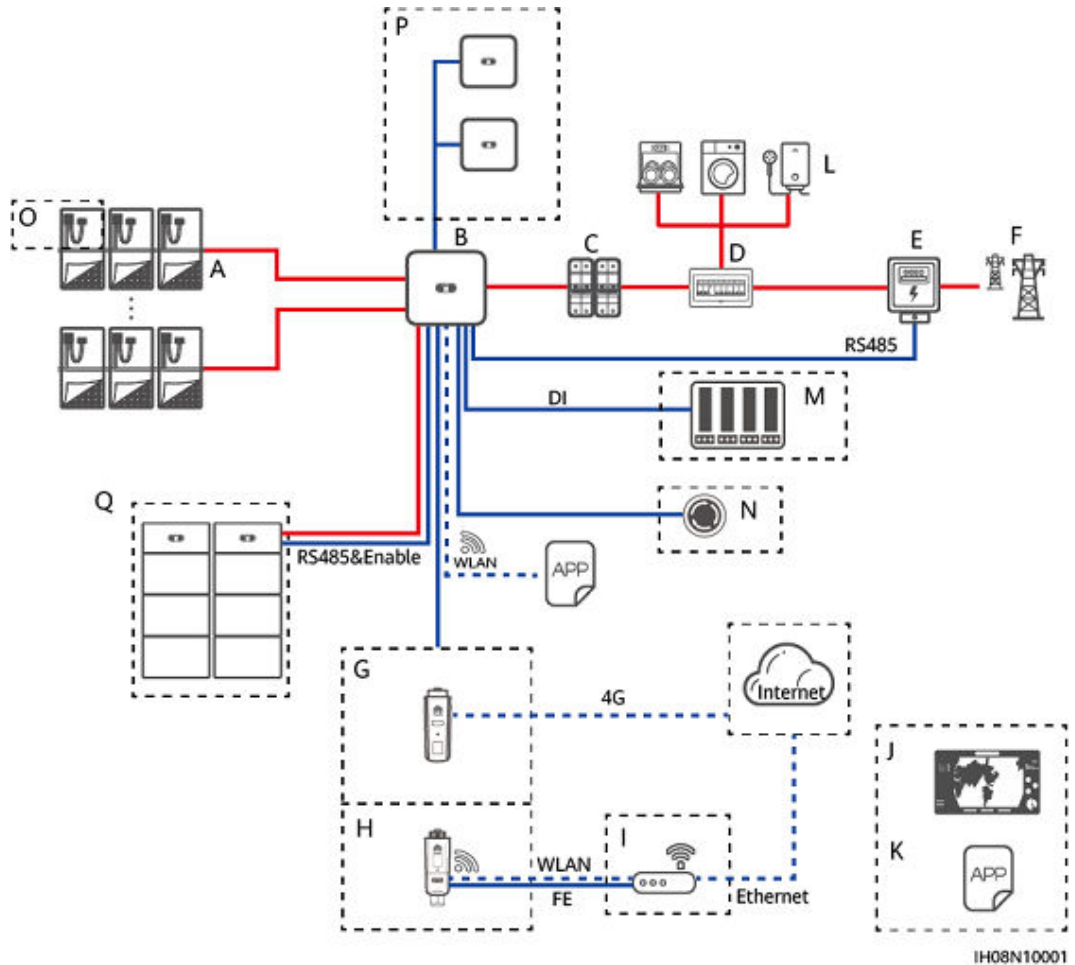 P
L
O
A
B
C
D
E
F
RS485
DI
M
N
Q
RS485&Enable
WLAN
APP
G
4G
Internet
H
WLAN
FE
I
Ethernet
J
K
APP
IH08N10001